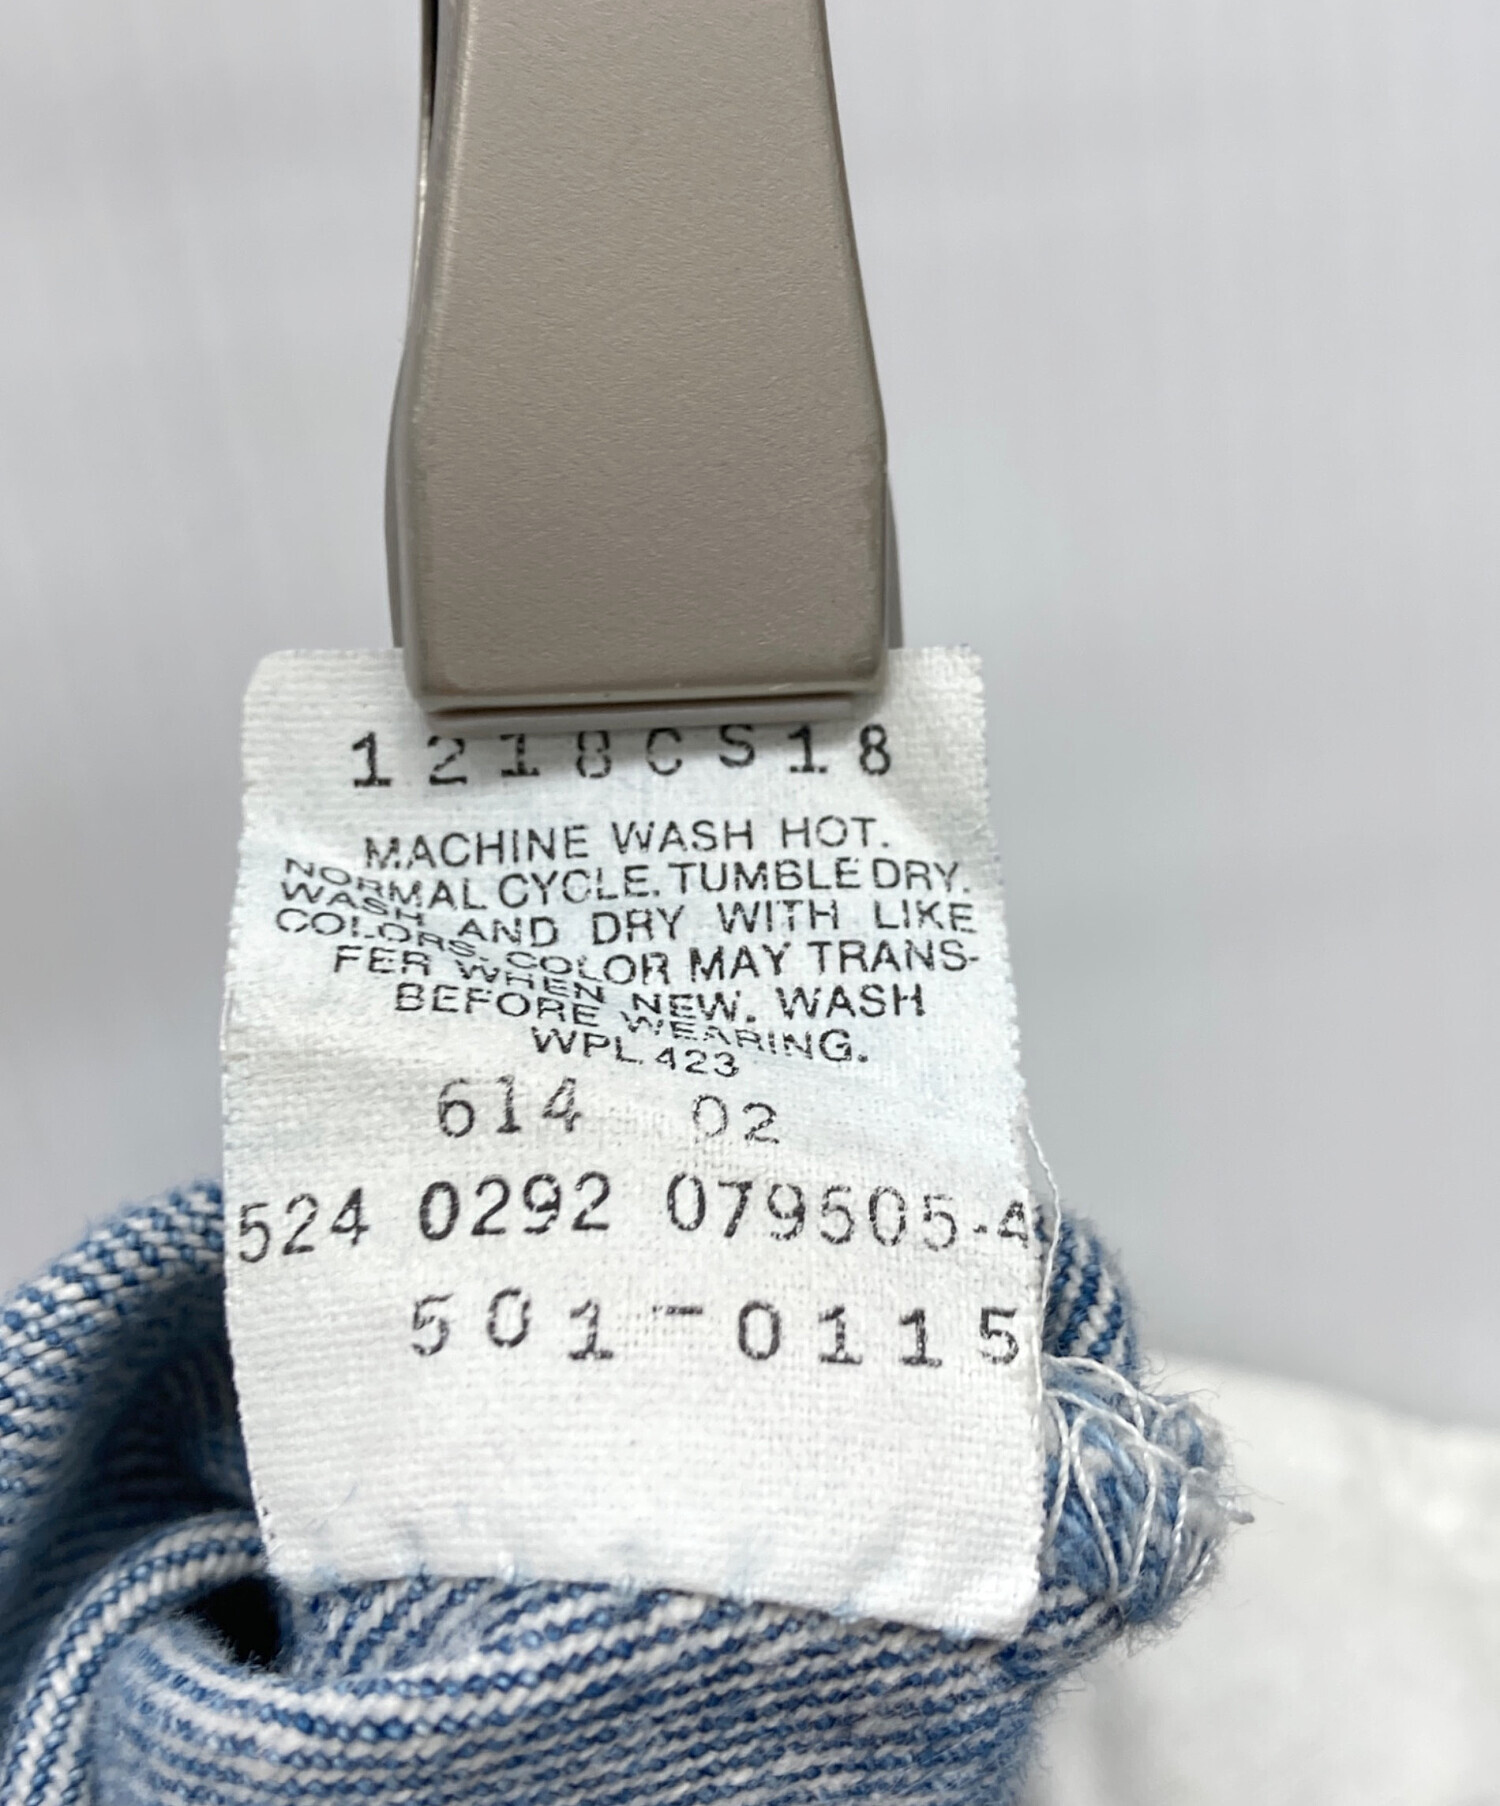 1218CS18
MACHINE WASH HOT.
NORMAL CYCLE. TUMBLE DRY.
WASH AND DRY WITH LIKE
COLORS. COLOR MAY TRANS-
FER WHEN NEW. WASH
BEFORE WEARING.
WPL 423
614 02
524 0292 079505-4
501-0115